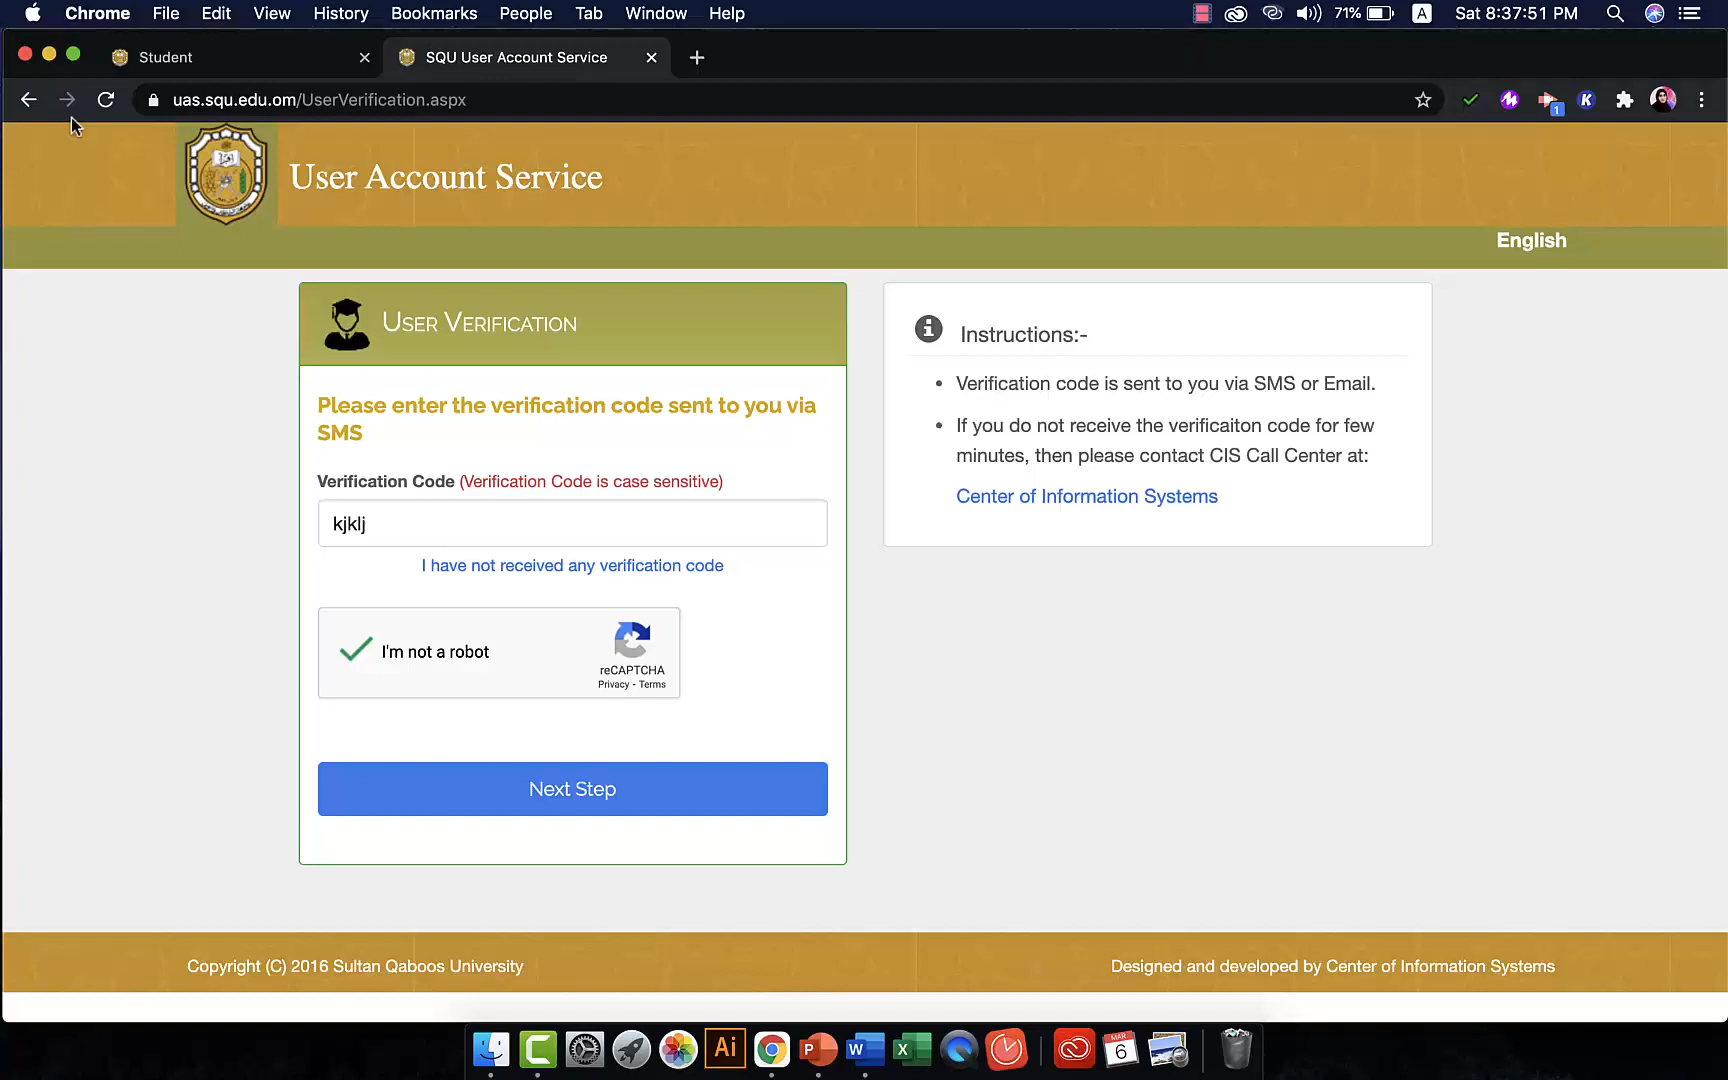 Chrome File Edit View History Bookmarks People Tab Window Help 71% A Sat 8:37:51 PM
Student SQU User Account Service
uas.squ.edu.om/UserVerification.aspx 1 K
User Account Service
English
User Verification
Please enter the verification code sent to you via
SMS
Verification Code (Verification Code is case sensitive)
kjklj
I have not received any verification code
I'm not a robot
reCAPTCHA
Privacy - Terms
Next Step
Instructions:-
• Verification code is sent to you via SMS or Email.
• If you do not receive the verificaiton code for few
minutes, then please contact CIS Call Center at:
Center of Information Systems
Copyright (C) 2016 Sultan Qaboos University
Designed and developed by Center of Information Systems
Ai P W X MAR 6